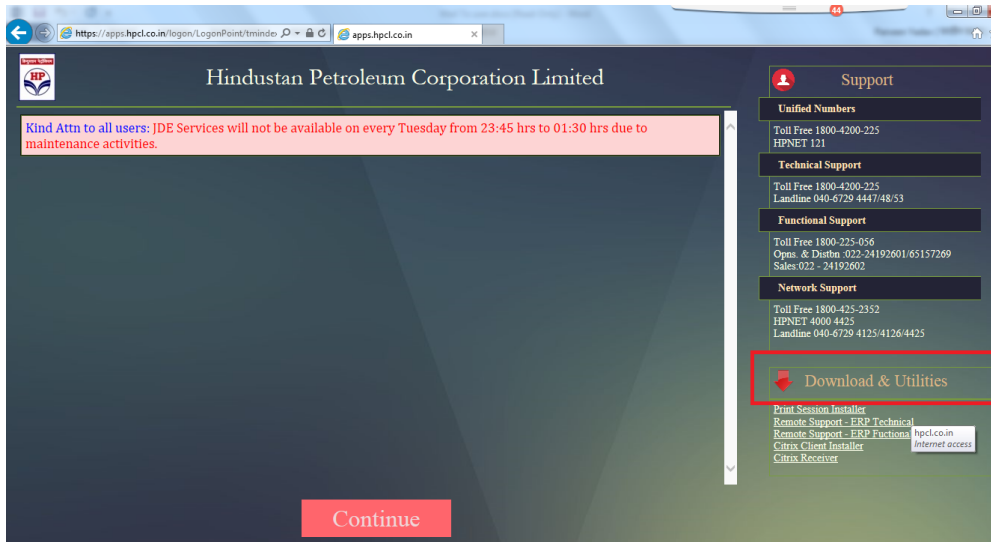 44
https://apps.hpcl.co.in/logon/LogonPoint/tminde
apps.hpcl.co.in
HP
Hindustan Petroleum Corporation Limited
Kind Attn to all users: JDE Services will not be available on every Tuesday from 23:45 hrs to 01:30 hrs due to
maintenance activities.
Continue
Support
Unified Numbers
Toll Free 1800-4200-225
HPNET 121
Technical Support
Toll Free 1800-4200-225
Landline 040-6729 4447/48/53
Functional Support
Toll Free 1800-225-056
Opns. & Distbn :022-24192601/65157269
Sales:022 - 24192602
Network Support
Toll Free 1800-425-2352
HPNET 4000 4425
Landline 040-6729 4125/4126/4425
Download & Utilities
Print Session Installer
Remote Support - ERP Technical
Remote Support - ERP Fuctional
hpcl.co.in
Internet access
Citrix Client Installer
Citrix Receiver